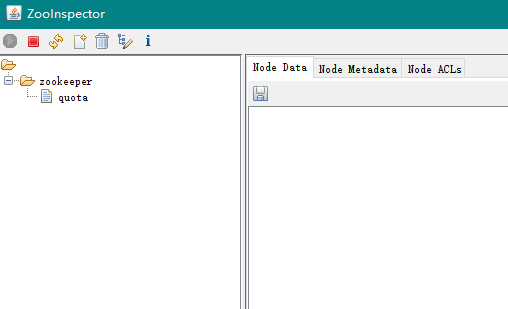 ZooInspector
zookeeper
quota
Node Data
Node Metadata
Node ACLs